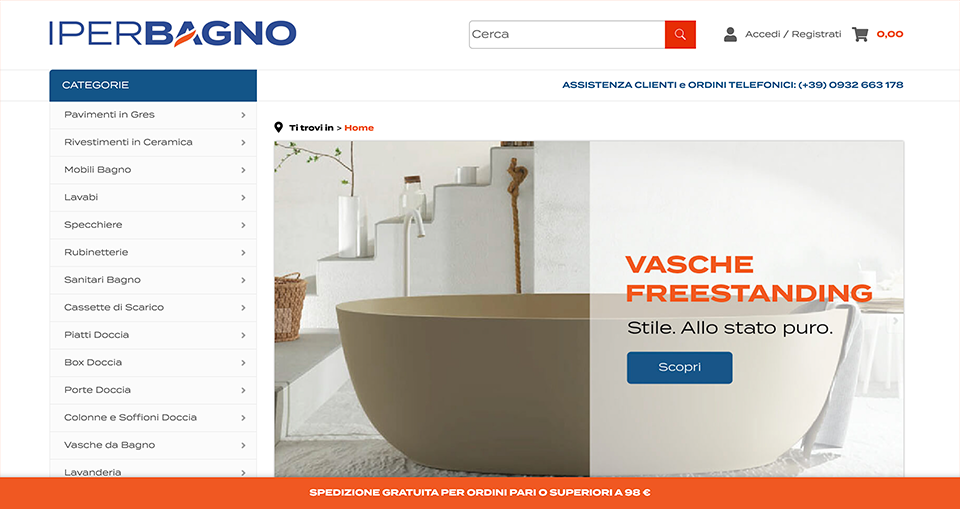 IPERBAGNO
Cerca
Accedi / Registrati
0,00
CATEGORIE
ASSISTENZA CLIENTI e ORDINI TELEFONICI: (+39) 0932 663 178
Pavimenti in Gres
Rivestimenti in Ceramica
Mobili Bagno
Lavabi
Specchiere
Rubinetterie
Sanitari Bagno
Cassette di Scarico
Piatti Doccia
Box Doccia
Porte Doccia
Colonne e Soffioni Doccia
Vasche da Bagno
Lavanderia
Ti trovi in > Home
VASCHE
FREESTANDING
Stile. Allo stato puro.
Scopri
SPEDIZIONE GRATUITA PER ORDINI PARI O SUPERIORI A 98 €